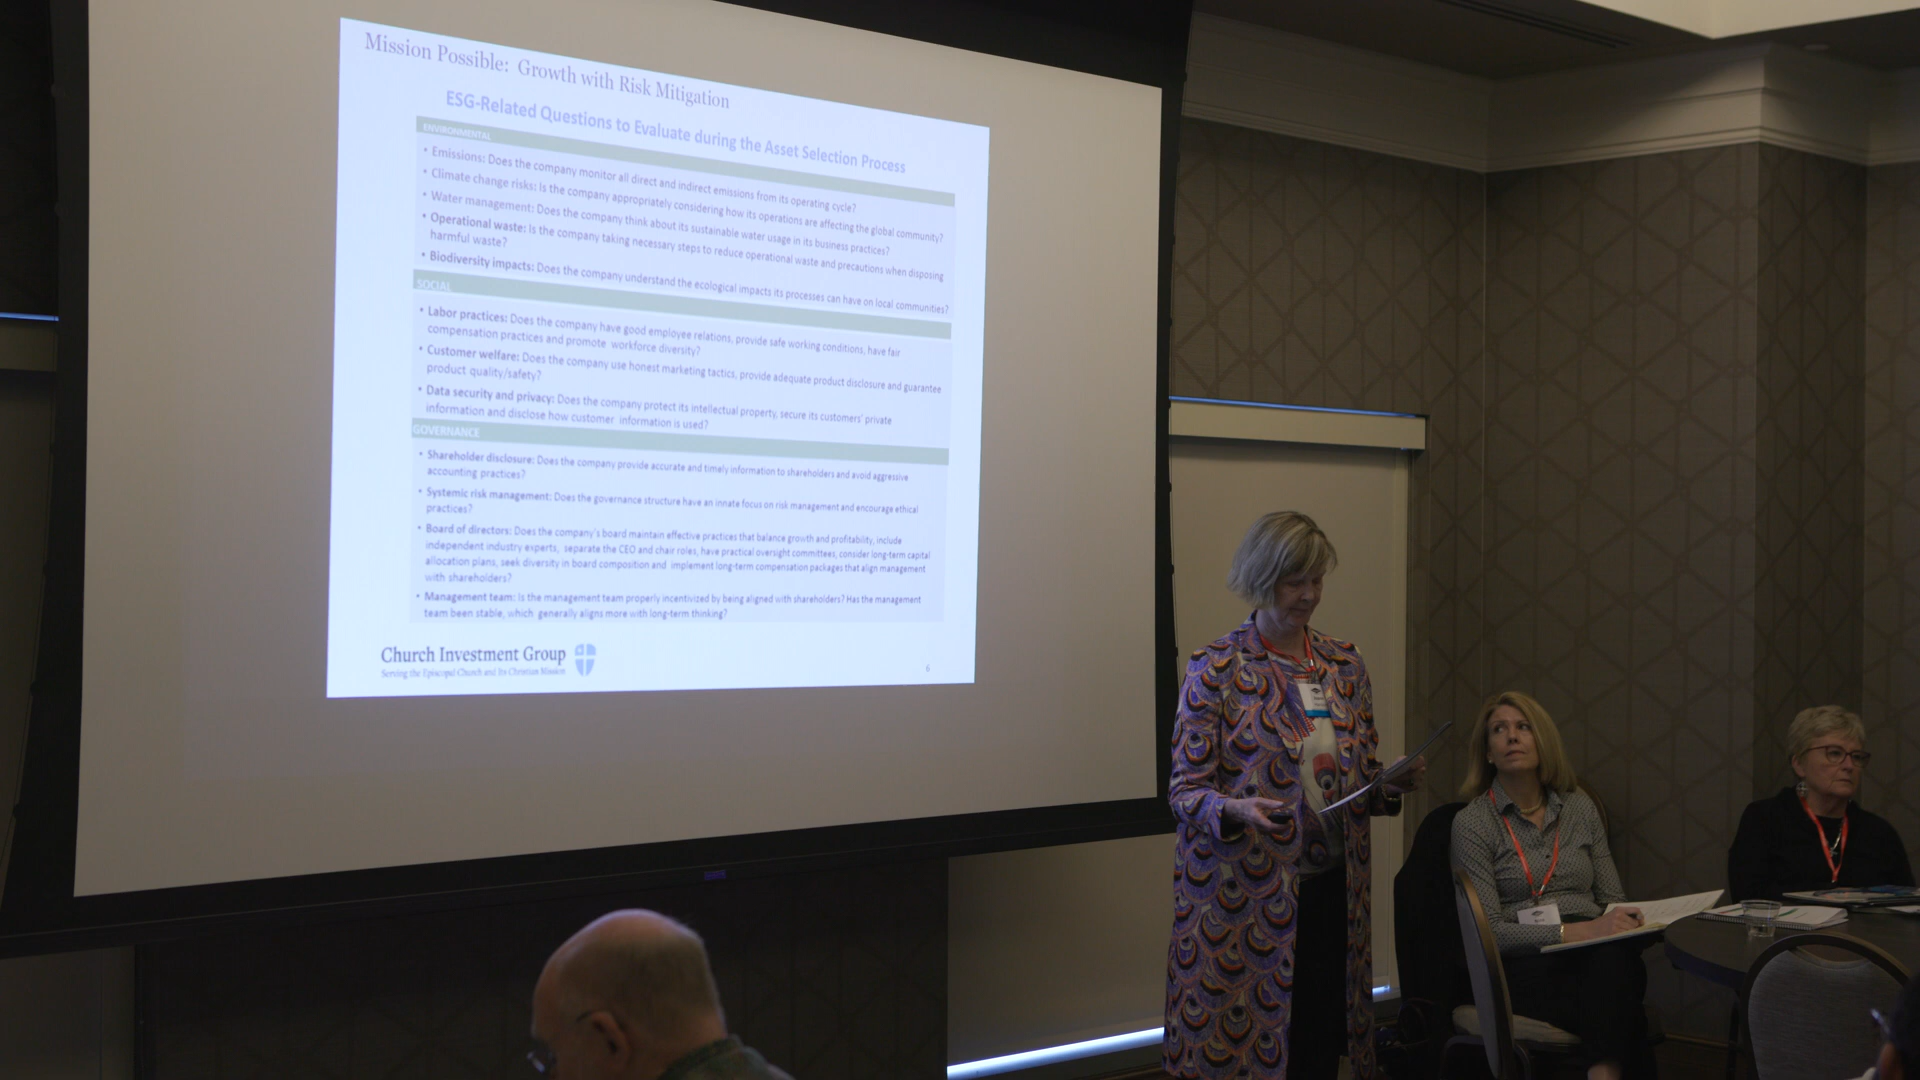 Mission Possible: Growth with Risk Mitigation
ESG-Related Questions to Evaluate during the Asset Selection Process
ENVIRONMENTAL
• Emissions: Does the company monitor all direct and indirect emissions from its operating cycle?
• Climate change risks: Is the company appropriately considering how its operations are affecting the global community?
• Water management: Does the company think about its sustainable water usage in its business practices?
• Operational waste: Is the company taking necessary steps to reduce operational waste and precautions when disposing
harmful waste?
• Biodiversity impacts: Does the company understand the ecological impacts its processes can have on local communities?
SOCIAL
• Labor practices: Does the company have good employee relations, provide safe working conditions, have fair
compensation practices and promote workforce diversity?
• Customer welfare: Does the company use honest marketing tactics, provide adequate product disclosure and guarantee
product quality/safety?
• Data security and privacy: Does the company protect its intellectual property, secure its customers' private
information and disclose how customer information is used?
GOVERNANCE
• Shareholder disclosure: Does the company provide accurate and timely information to shareholders and avoid aggressive
accounting practices?
• Systemic risk management: Does the governance structure have an innate focus on risk management and encourage ethical
practices?
• Board of directors: Does the company's board maintain effective practices that balance growth and profitability, include
independent industry experts, separate the CEO and chair roles, have practical oversight committees, consider long-term capital
allocation plans, seek diversity in board composition and implement long-term compensation packages that align management
with shareholders?
• Management team: Is the management team properly incentivized by being aligned with shareholders? Has the management
team been stable, which generally aligns more with long-term thinking?
Church Investment Group
Serving the Episcopal Church and Its Christian Mission
6